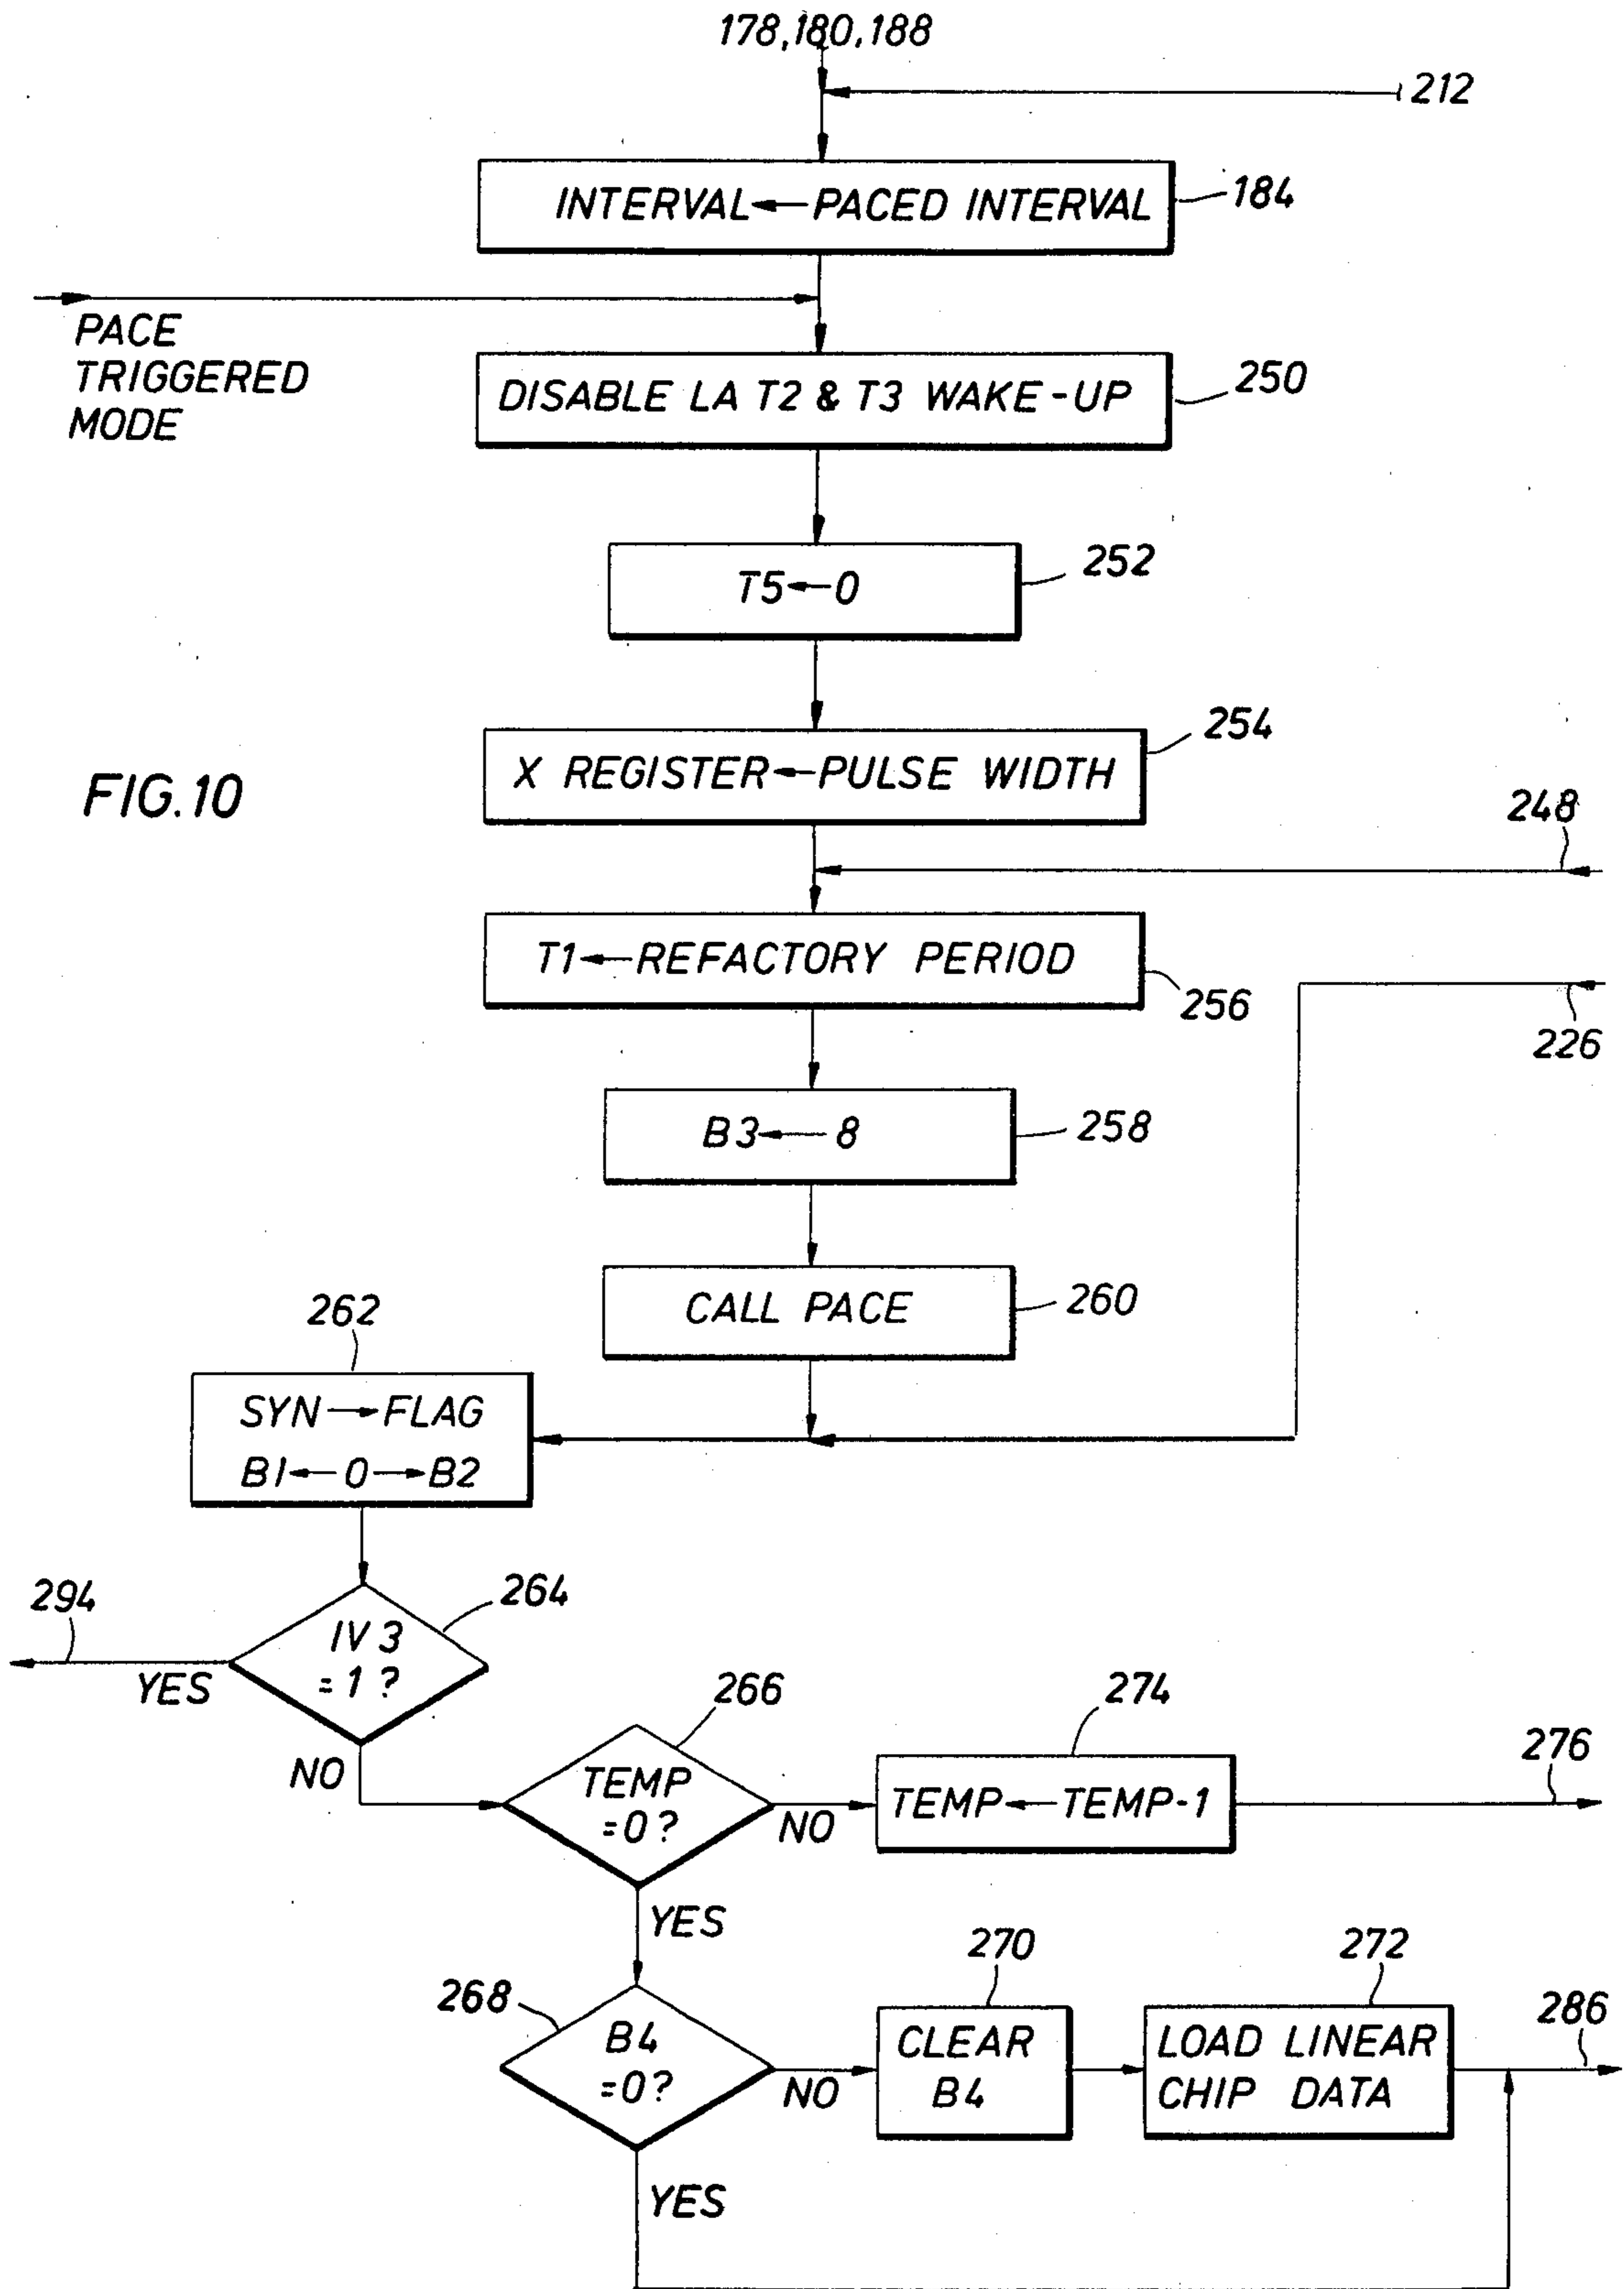 178,180,188
212
INTERVAL←PACED INTERVAL
184
PACE
TRIGGERED
MODE
DISABLE LA T2 & T3 WAKE-UP
250
T5←0
252
FIG.10
X REGISTER←PULSE WIDTH
254
248
T1←REFACTORY PERIOD
256
226
B3←8
258
CALL PACE
260
262
SYN→FLAG
B1←0→B2
294
YES
IV 3
=1?
264
NO
266
TEMP
=0?
NO
274
TEMP←TEMP-1
276
YES
268
B4
=0?
NO
270
CLEAR
B4
272
LOAD LINEAR
CHIP DATA
286
YES